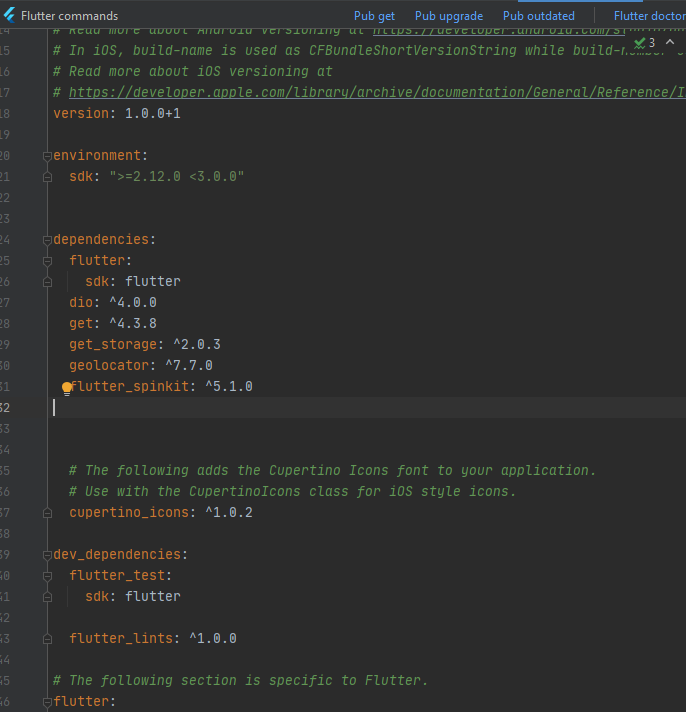 Flutter commands Pub get Pub upgrade Pub outdated Flutter doctor
14 # Read more about Android versioning at https://developer.android.com/
3
15 # In iOS, build-name is used as CFBundleShortVersionString while build-number
16 # Read more about iOS versioning at
17 # https://developer.apple.com/library/archive/documentation/General/Reference/I
18 version: 1.0.0+1
19
20 environment:
21 sdk: ">=2.12.0 <3.0.0"
22
23
24 dependencies:
25 flutter:
26 sdk: flutter
27 dio: ^4.0.0
28 get: ^4.3.8
29 get_storage: ^2.0.3
30 geolocator: ^7.7.0
31 flutter_spinkit: ^5.1.0
32
33
34
35 # The following adds the Cupertino Icons font to your application.
36 # Use with the CupertinoIcons class for iOS style icons.
37 cupertino_icons: ^1.0.2
38
39 dev_dependencies:
40 flutter_test:
41 sdk: flutter
42
43 flutter_lints: ^1.0.0
44
45 # The following section is specific to Flutter.
46 flutter: